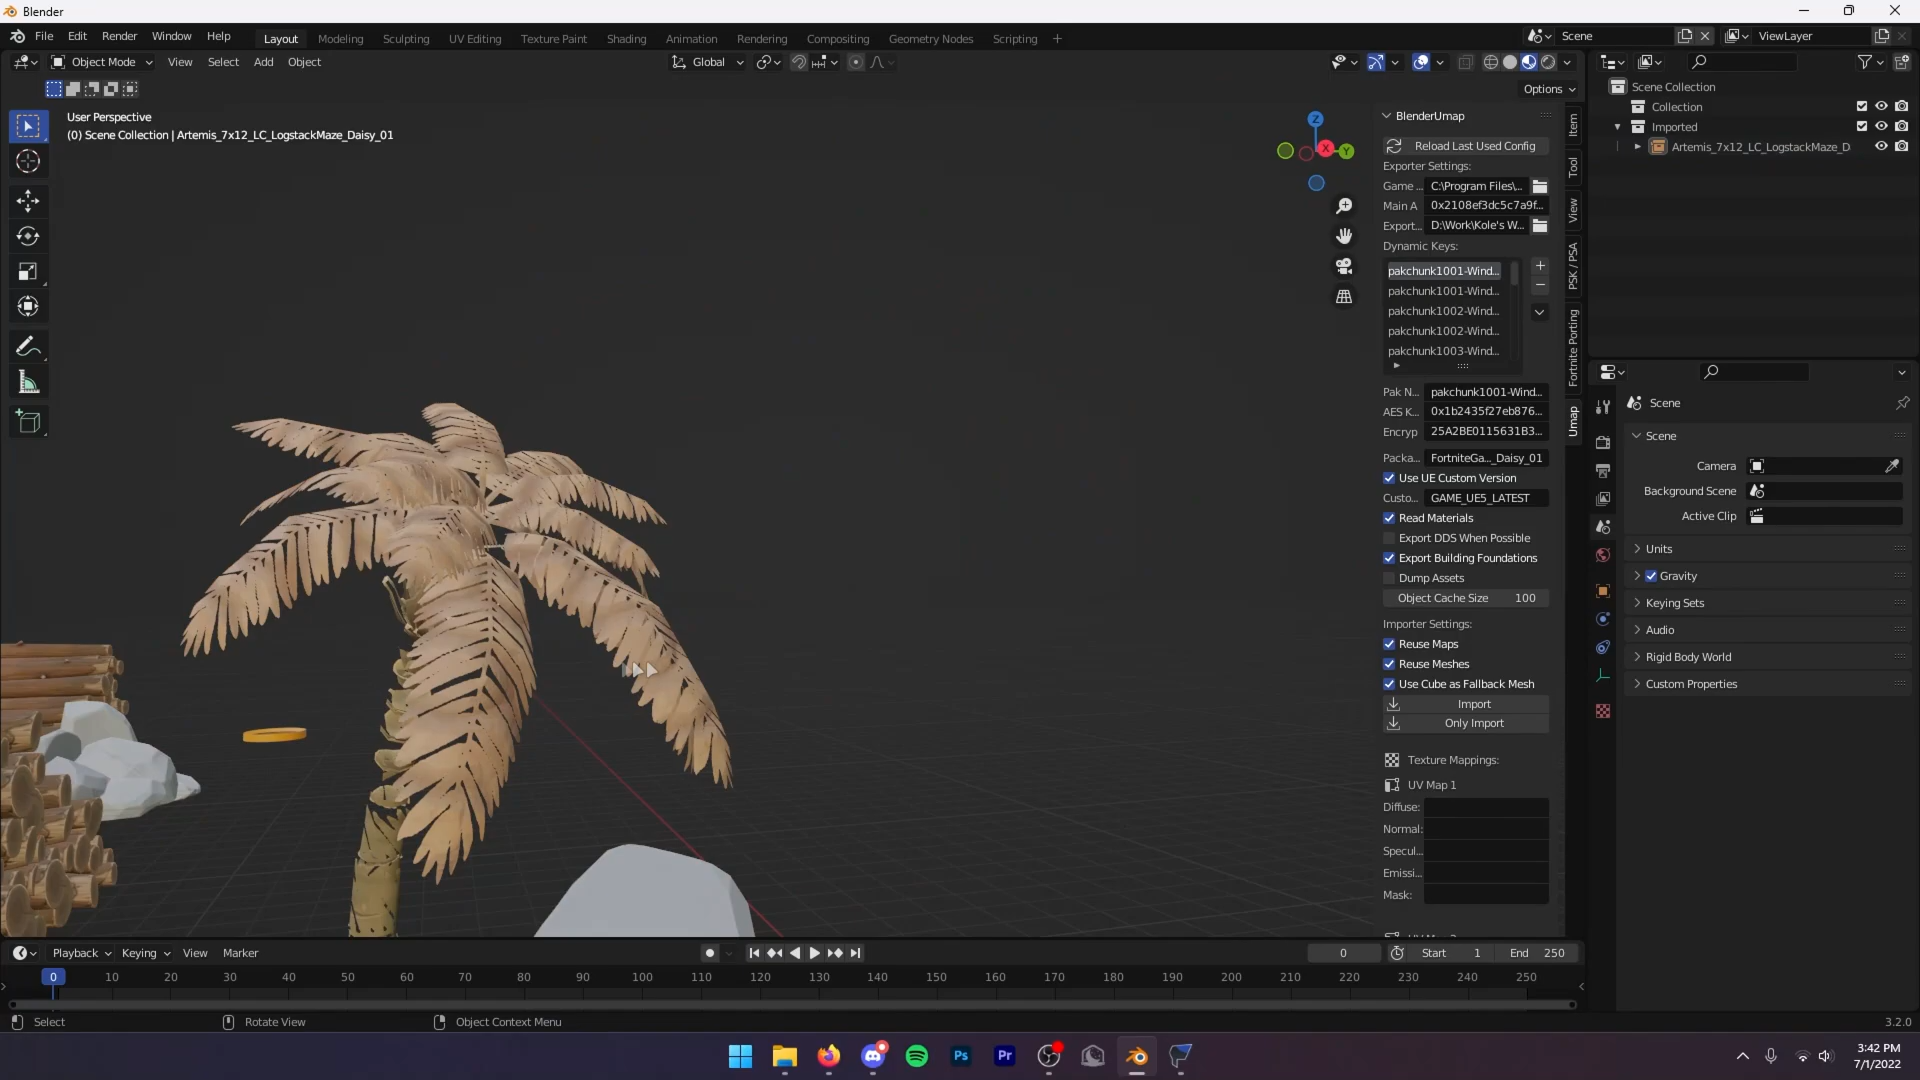 Blender
File Edit Render Window Help
Layout Modeling Sculpting UV Editing Texture Paint Shading Animation Rendering Compositing Geometry Nodes Scripting +
Scene
ViewLayer
Object Mode View Select Add Object
Global
Options
User Perspective
(0) Scene Collection | Artemis_7x12_LC_LogstackMaze_Daisy_01
Z
X
Y
BlenderUmap
Reload Last Used Config
Exporter Settings:
Game ... C:\Program Files\...
Main A 0x2108ef3dc5c7a9f...
Export... D:\Work\Kole's W...
Dynamic Keys:
pakchunk1001-Wind...
pakchunk1001-Wind...
pakchunk1002-Wind...
pakchunk1002-Wind...
pakchunk1003-Wind...
Pak N... pakchunk1001-Wind...
AES K... 0x1b2435f27eb876...
Encryp 25A2BE0115631B3...
Packa... FortniteGa..._Daisy_01
Use UE Custom Version
Custo... GAME_UE5_LATEST
Read Materials
Export DDS When Possible
Export Building Foundations
Dump Assets
Object Cache Size 100
Importer Settings:
Reuse Maps
Reuse Meshes
Use Cube as Fallback Mesh
Import
Only Import
Texture Mappings:
UV Map 1
Diffuse:
Normal:
Specul...
Emissi...
Mask:
Item
Tool
View
PSK / PSA
Fortnite Porting
Umap
Scene Collection
Collection
Imported
Artemis_7x12_LC_LogstackMaze_D
Scene
Scene
Camera
Background Scene
Active Clip
Units
Gravity
Keying Sets
Audio
Rigid Body World
Custom Properties
Playback Keying View Marker
0 Start 1 End 250
0 10 20 30 40 50 60 70 80 90 100 110 120 130 140 150 160 170 180 190 200 210 220 230 240 250
Select Rotate View Object Context Menu 3.2.0
Ps Pr
3:42 PM
7/1/2022